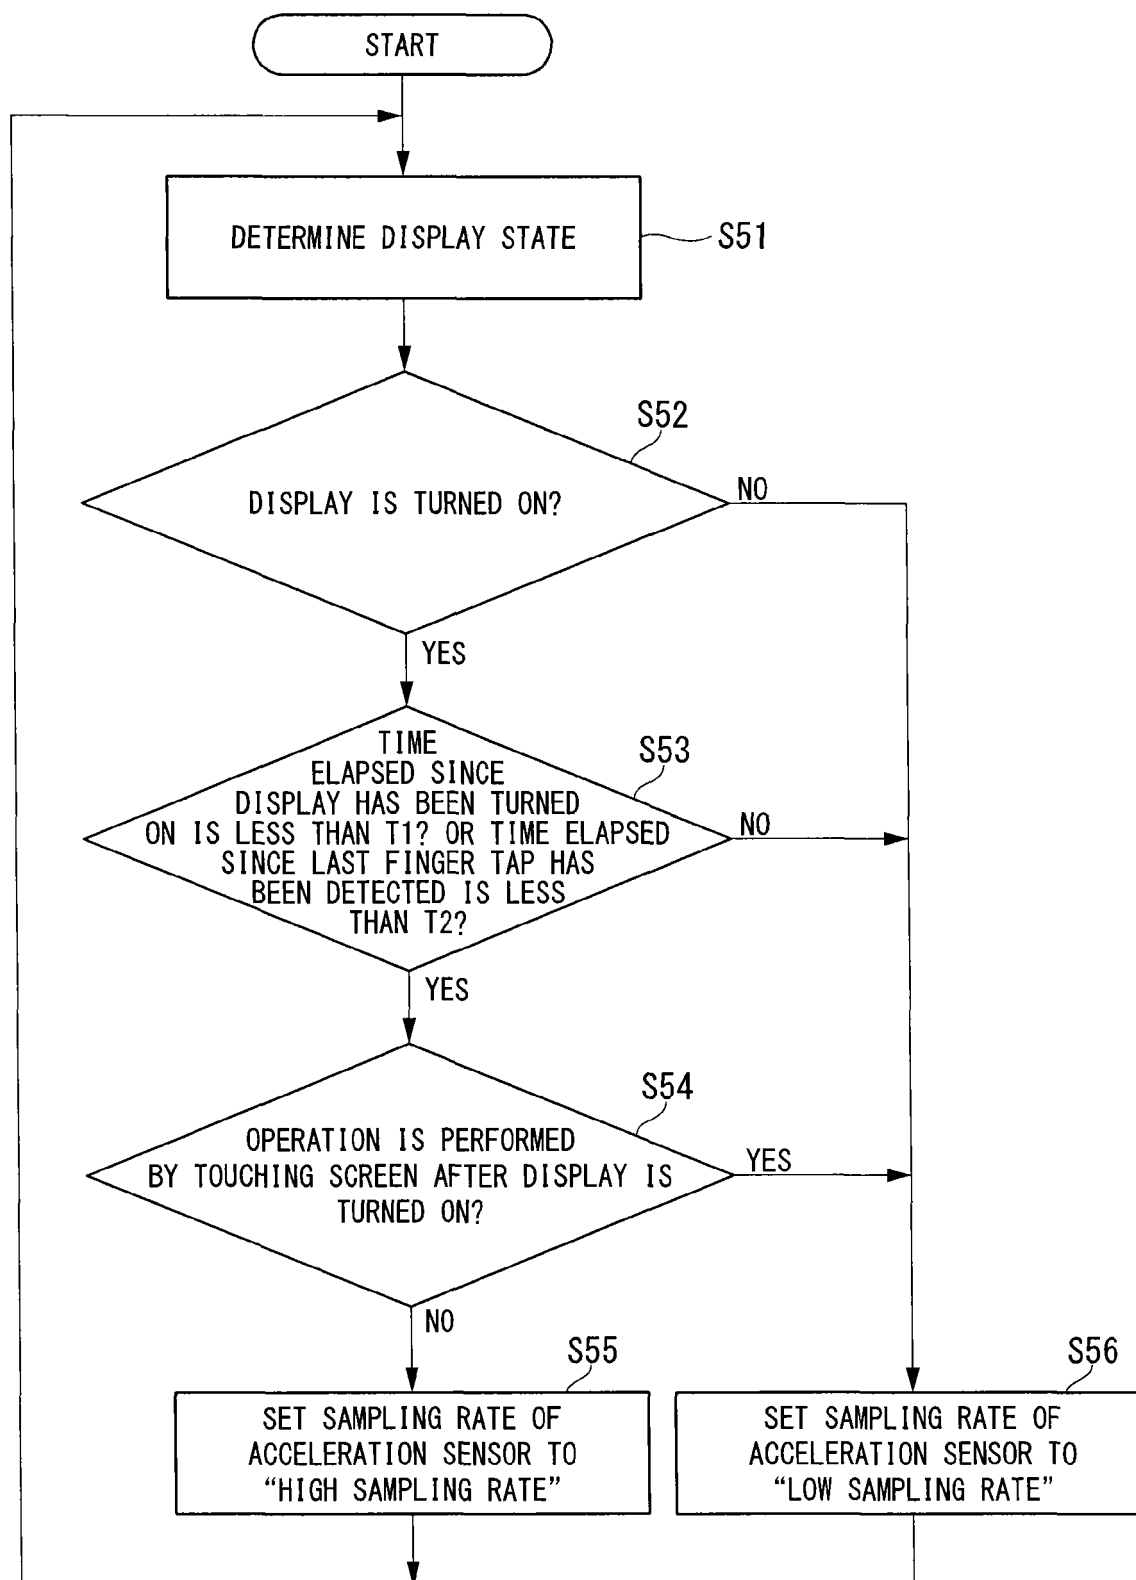 START
DETERMINE DISPLAY STATE
S51
S52
DISPLAY IS TURNED ON?
NO
YES
S53
TIME
ELAPSED SINCE
DISPLAY HAS BEEN TURNED
ON IS LESS THAN T1? OR TIME ELAPSED
SINCE LAST FINGER TAP HAS
BEEN DETECTED IS LESS
THAN T2?
NO
YES
S54
OPERATION IS PERFORMED
BY TOUCHING SCREEN AFTER DISPLAY IS
TURNED ON?
YES
NO
S55
SET SAMPLING RATE OF
ACCELERATION SENSOR TO
“HIGH SAMPLING RATE”
S56
SET SAMPLING RATE OF
ACCELERATION SENSOR TO
“LOW SAMPLING RATE”